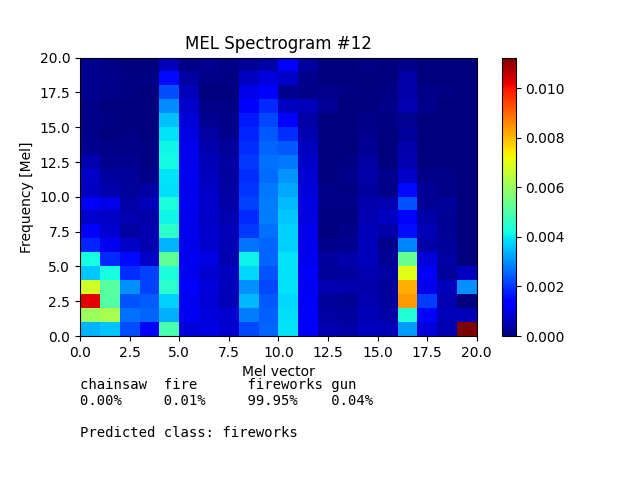 MEL Spectrogram #12
20.0
17.5
15.0
12.5
10.0
7.5
5.0
2.5
0.0
Frequency [Mel]
0.0 2.5 5.0 7.5 10.0 12.5 15.0 17.5 20.0
Mel vector
0.010
0.008
0.006
0.004
0.002
0.000
chainsaw fire fireworks gun
0.00% 0.01% 99.95% 0.04%
Predicted class: fireworks